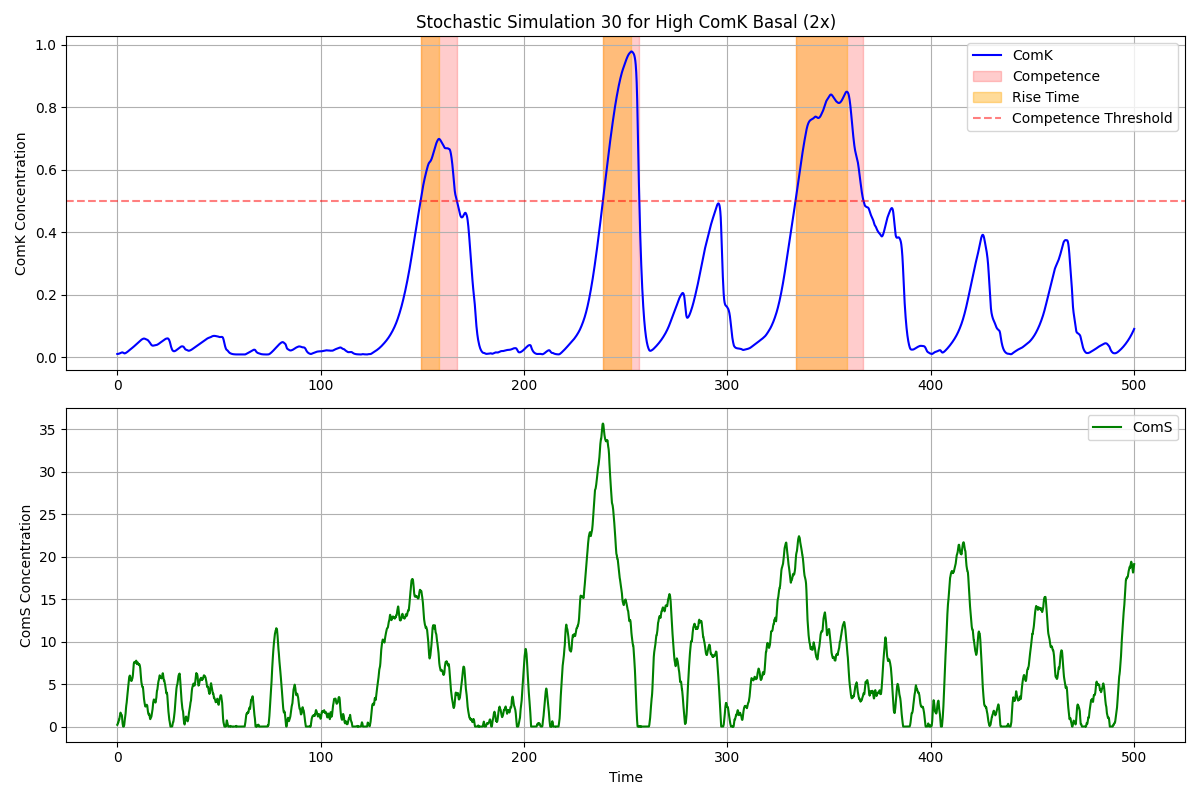 Stochastic Simulation 30 for High ComK Basal (2x)
ComK Concentration
1.0
0.8
0.6
0.4
0.2
0.0
ComK
Competence
Rise Time
Competence Threshold
0 100 200 300 400 500
ComS Concentration
35
30
25
20
15
10
5
0
ComS
0 100 200 300 400 500
Time